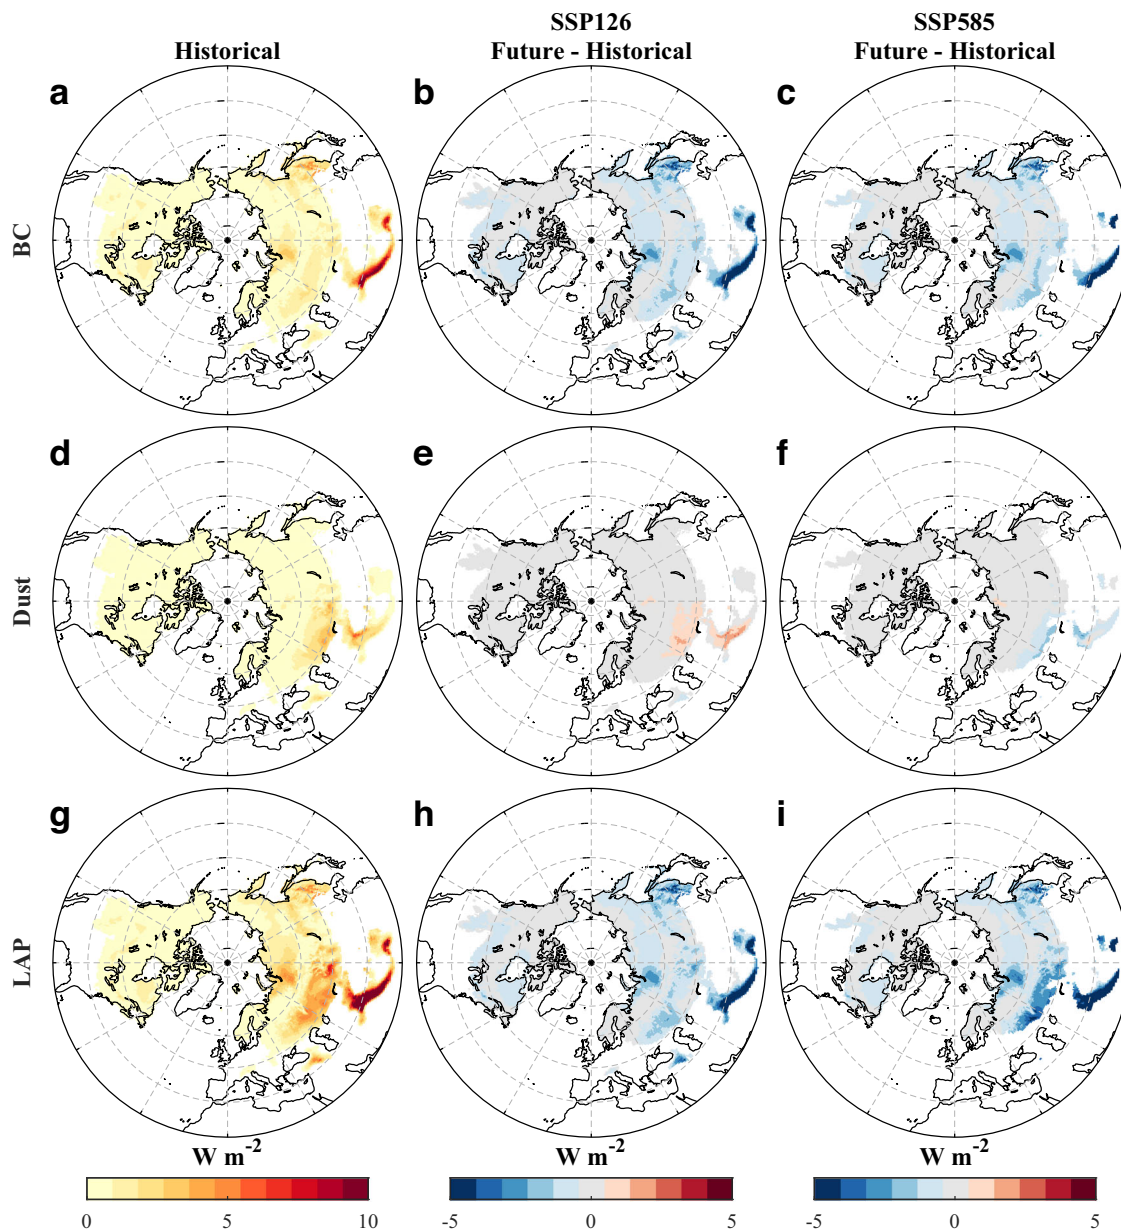 SSP126
SSP585
Historical
Future - Historical
Future - Historical
a
b
c
BC
d
e
f
Dust
g
h
i
LAP
W m-2
W m-2
W m-2
0
5
10
-5
0
5
-5
0
5